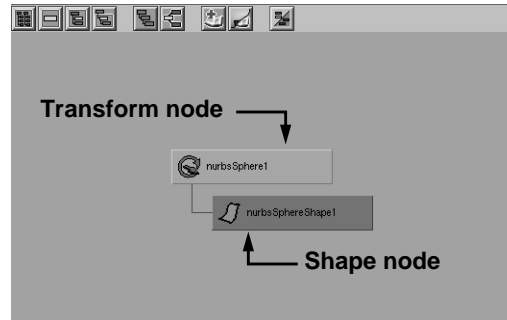 Transform node
nurbsSphere1
nurbsSphereShape1
Shape node